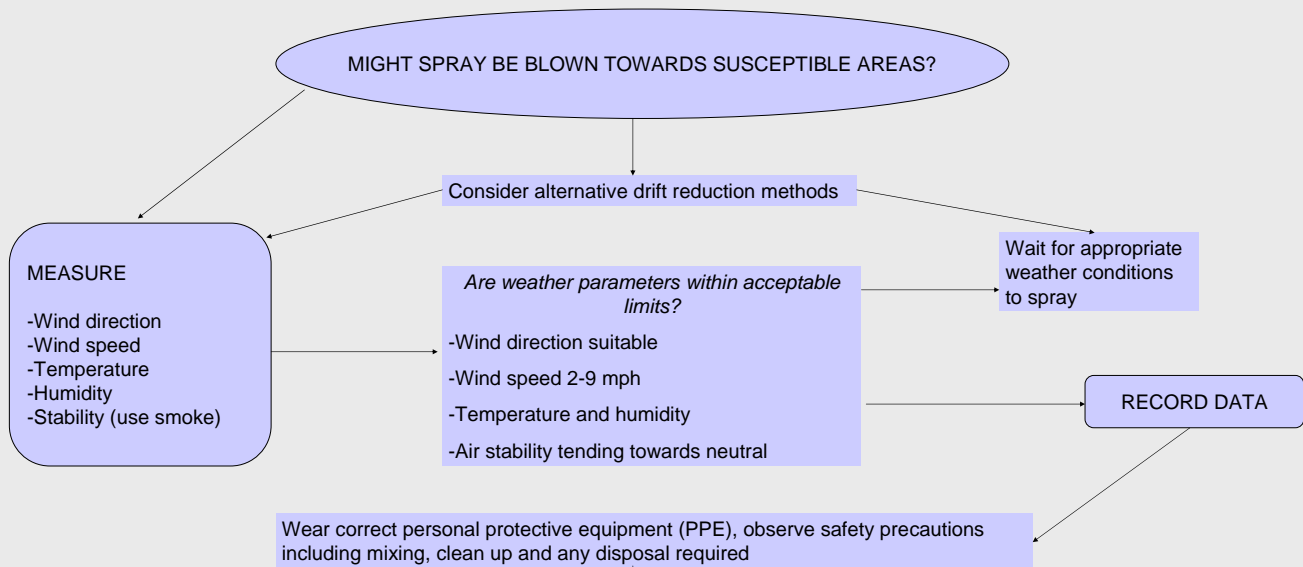 MIGHT SPRAY BE BLOWN TOWARDS SUSCEPTIBLE AREAS?
Consider alternative drift reduction methods
MEASURE
-Wind direction
-Wind speed
-Temperature
-Humidity
-Stability (use smoke)
Are weather parameters within acceptable
limits?
-Wind direction suitable
-Wind speed 2-9 mph
-Temperature and humidity
-Air stability tending towards neutral
Wait for appropriate
weather conditions
to spray
RECORD DATA
Wear correct personal protective equipment (PPE), observe safety precautions
including mixing, clean up and any disposal required